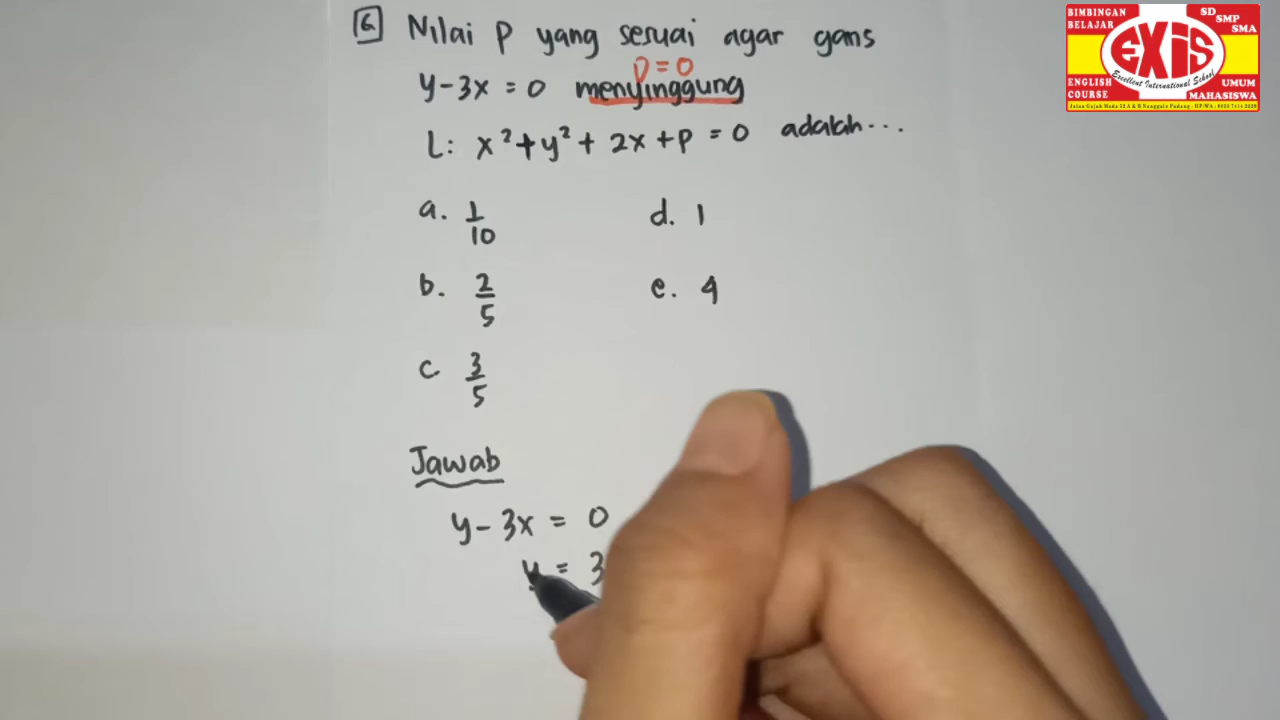 6 Nilai P yang sesuai agar garis
D = 0
y - 3x = 0 menyinggung
L: x² + y² + 2x + p = 0 adalah...
a. 1/10 d. 1
b. 2/5 e. 4
c 3/5
Jawab
y - 3x = 0
y = 3
BIMBINGAN BELAJAR
SD SMP SMA
EXIS
Excellent International School
ENGLISH COURSE
UMUM MAHASISWA